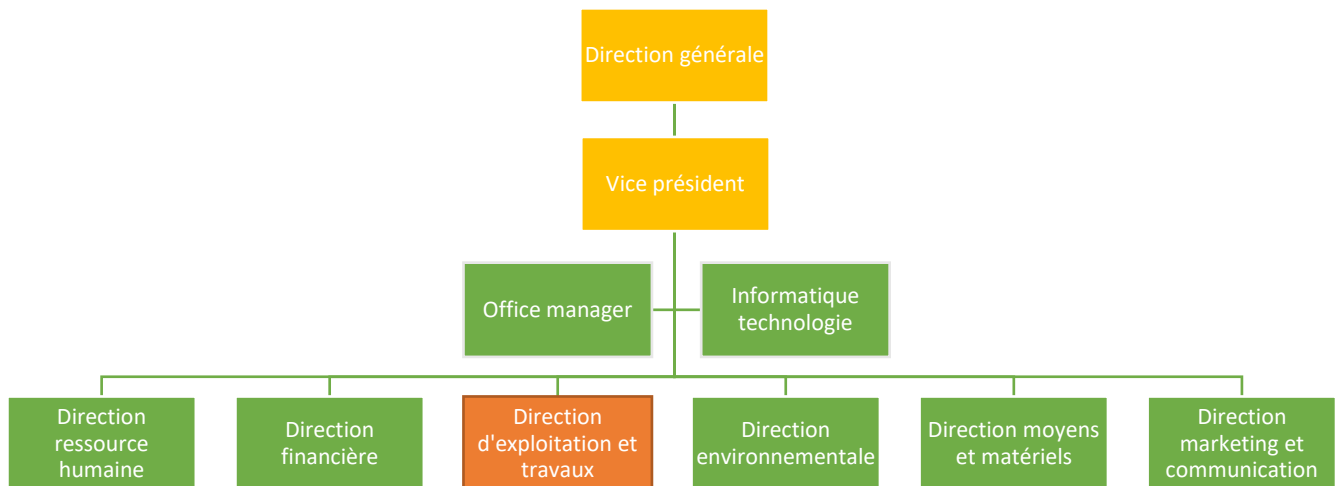 Direction générale
Vice président
Office manager
Informatique
technologie
Direction
ressource
humaine
Direction
financière
Direction
d'exploitation et
travaux
Direction
environnementale
Direction moyens
et matériels
Direction
marketing et
communication